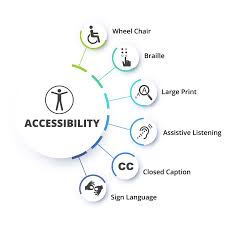 Wheel Chair
Braille
A
Large Print
ACCESSIBILITY
Assistive Listening
CC
Closed Caption
Sign Language